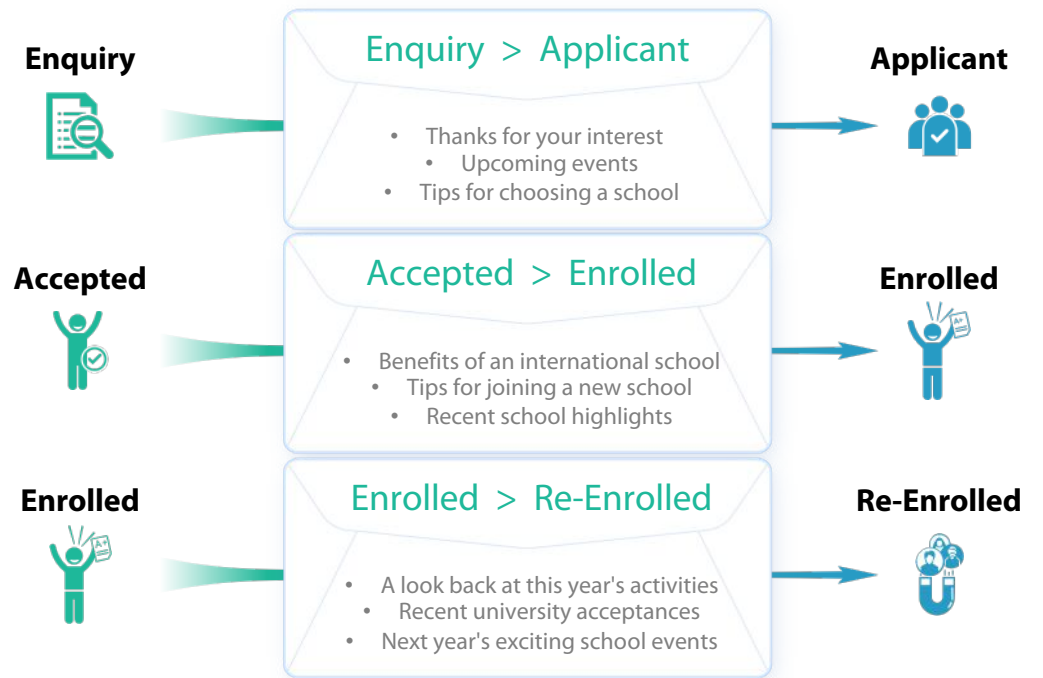 Enquiry
Enquiry > Applicant
Applicant
• Thanks for your interest
• Upcoming events
• Tips for choosing a school
Accepted
Accepted > Enrolled
Enrolled
A+
• Benefits of an international school
• Tips for joining a new school
• Recent school highlights
Enrolled
A+
Enrolled > Re-Enrolled
Re-Enrolled
• A look back at this year's activities
• Recent university acceptances
• Next year's exciting school events